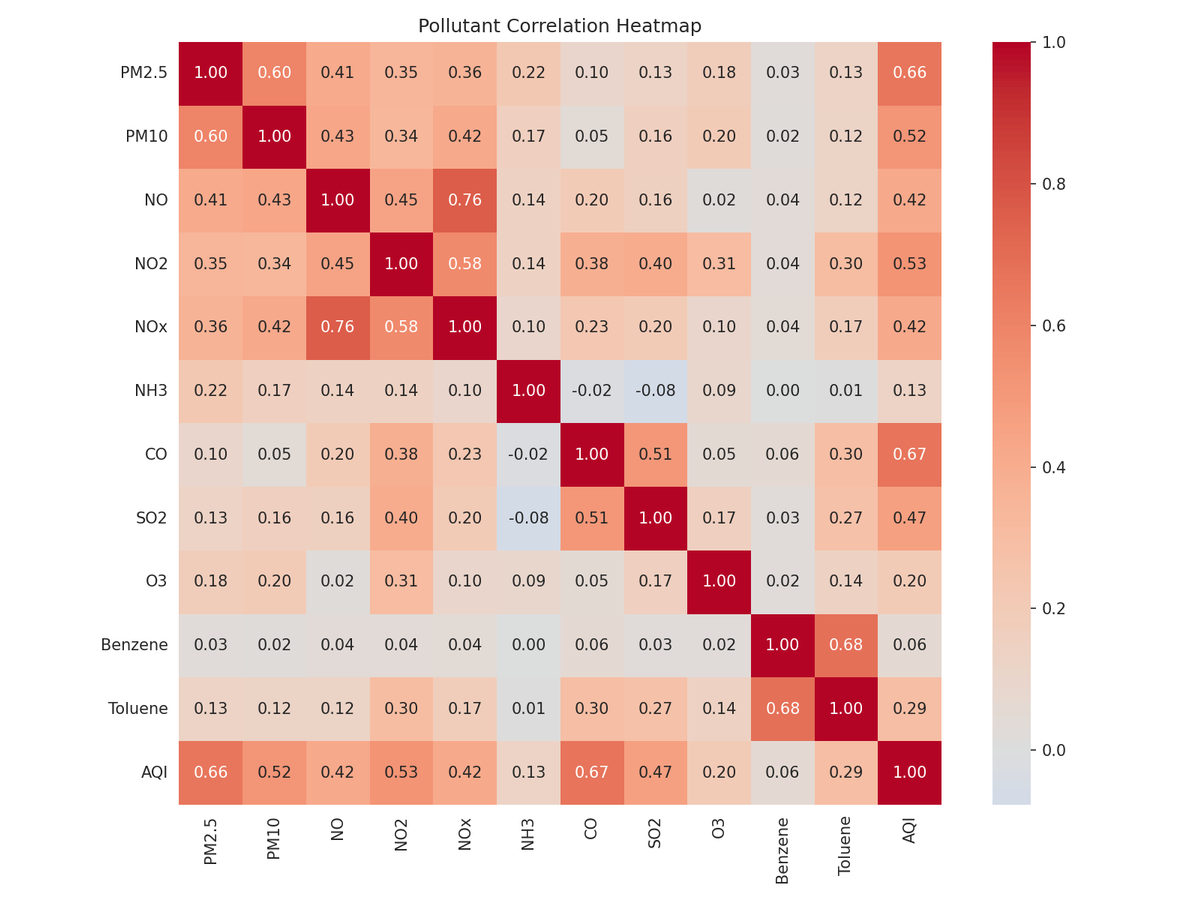 Pollutant Correlation Heatmap
PM2.5 1.00 0.60 0.41 0.35 0.36 0.22 0.10 0.13 0.18 0.03 0.13 0.66
PM10 0.60 1.00 0.43 0.34 0.42 0.17 0.05 0.16 0.20 0.02 0.12 0.52
NO 0.41 0.43 1.00 0.45 0.76 0.14 0.20 0.16 0.02 0.04 0.12 0.42
NO2 0.35 0.34 0.45 1.00 0.58 0.14 0.38 0.40 0.31 0.04 0.30 0.53
NOx 0.36 0.42 0.76 0.58 1.00 0.10 0.23 0.20 0.10 0.04 0.17 0.42
NH3 0.22 0.17 0.14 0.14 0.10 1.00 -0.02 -0.08 0.09 0.00 0.01 0.13
CO 0.10 0.05 0.20 0.38 0.23 -0.02 1.00 0.51 0.05 0.06 0.30 0.67
SO2 0.13 0.16 0.16 0.40 0.20 -0.08 0.51 1.00 0.17 0.03 0.27 0.47
O3 0.18 0.20 0.02 0.31 0.10 0.09 0.05 0.17 1.00 0.02 0.14 0.20
Benzene 0.03 0.02 0.04 0.04 0.04 0.00 0.06 0.03 0.02 1.00 0.68 0.06
Toluene 0.13 0.12 0.12 0.30 0.17 0.01 0.30 0.27 0.14 0.68 1.00 0.29
AQI 0.66 0.52 0.42 0.53 0.42 0.13 0.67 0.47 0.20 0.06 0.29 1.00
PM2.5 PM10 NO NO2 NOx NH3 CO SO2 O3 Benzene Toluene AQI
1.0
0.8
0.6
0.4
0.2
0.0